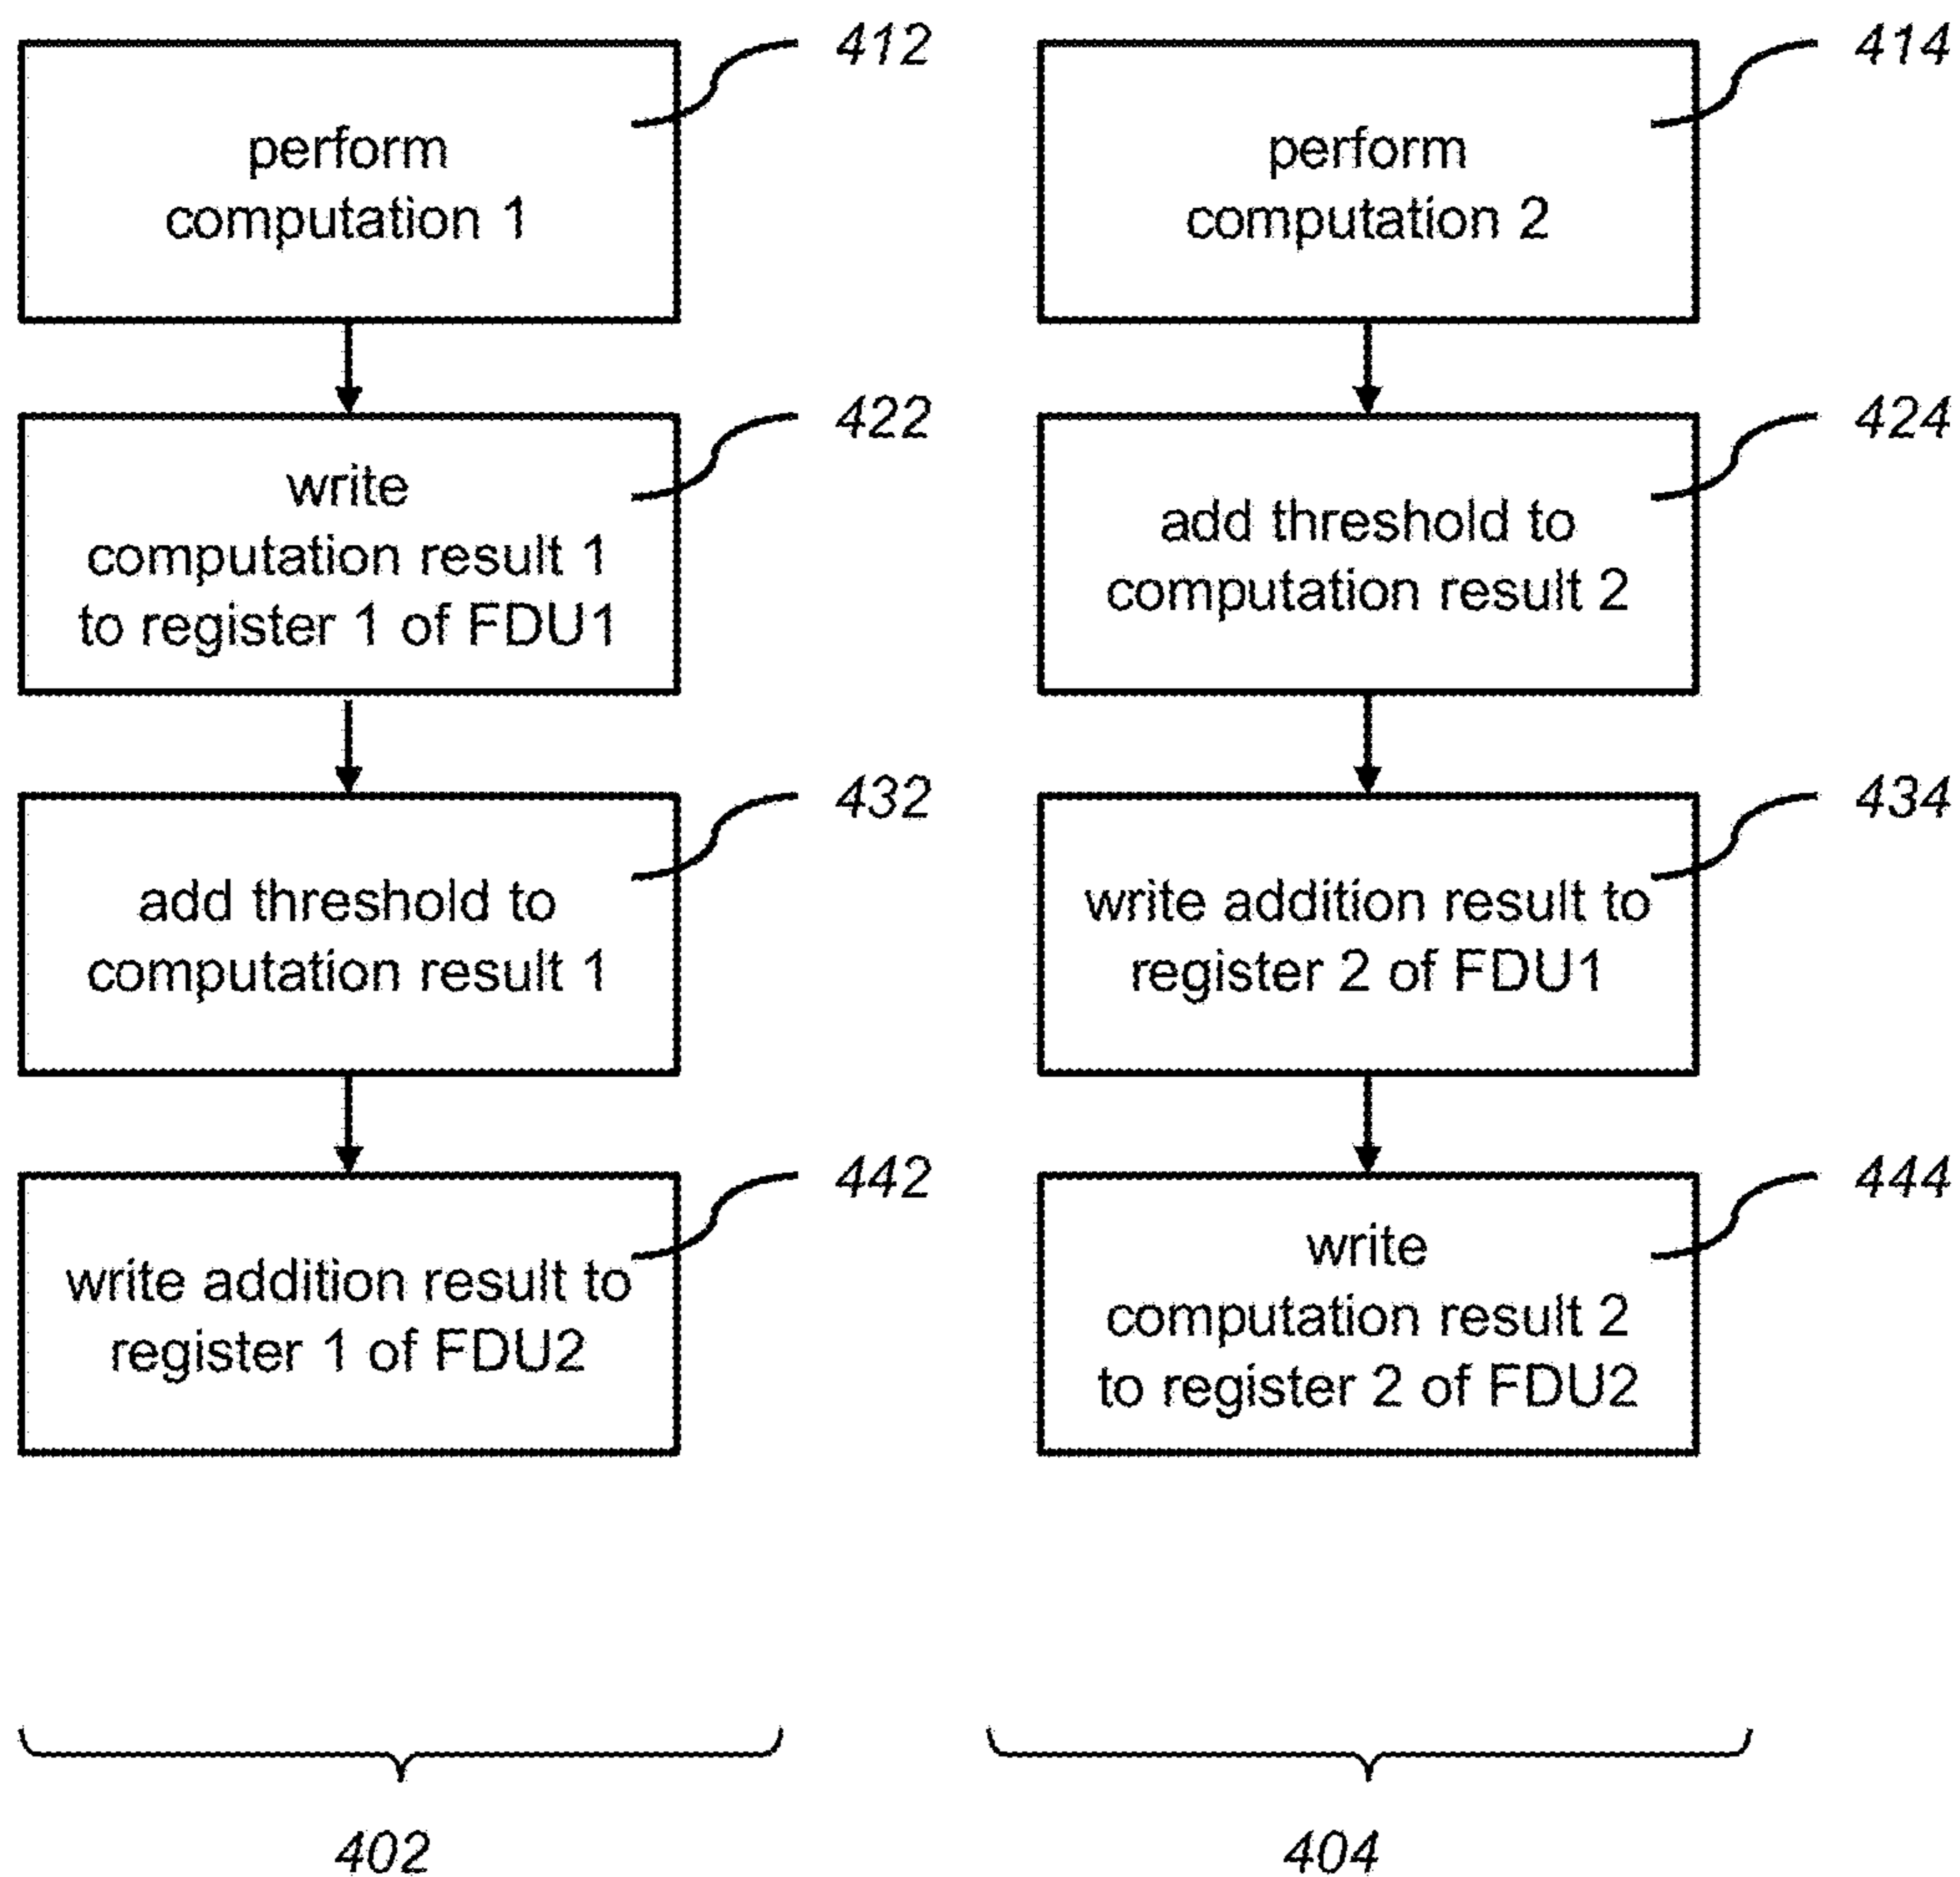 412
perform
computation 1
422
write
computation result 1
to register 1 of FDU1
432
add threshold to
computation result 1
442
write addition result to
register 1 of FDU2
402
414
perform
computation 2
424
add threshold to
computation result 2
434
write addition result to
register 2 of FDU1
444
write
computation result 2
to register 2 of FDU2
404